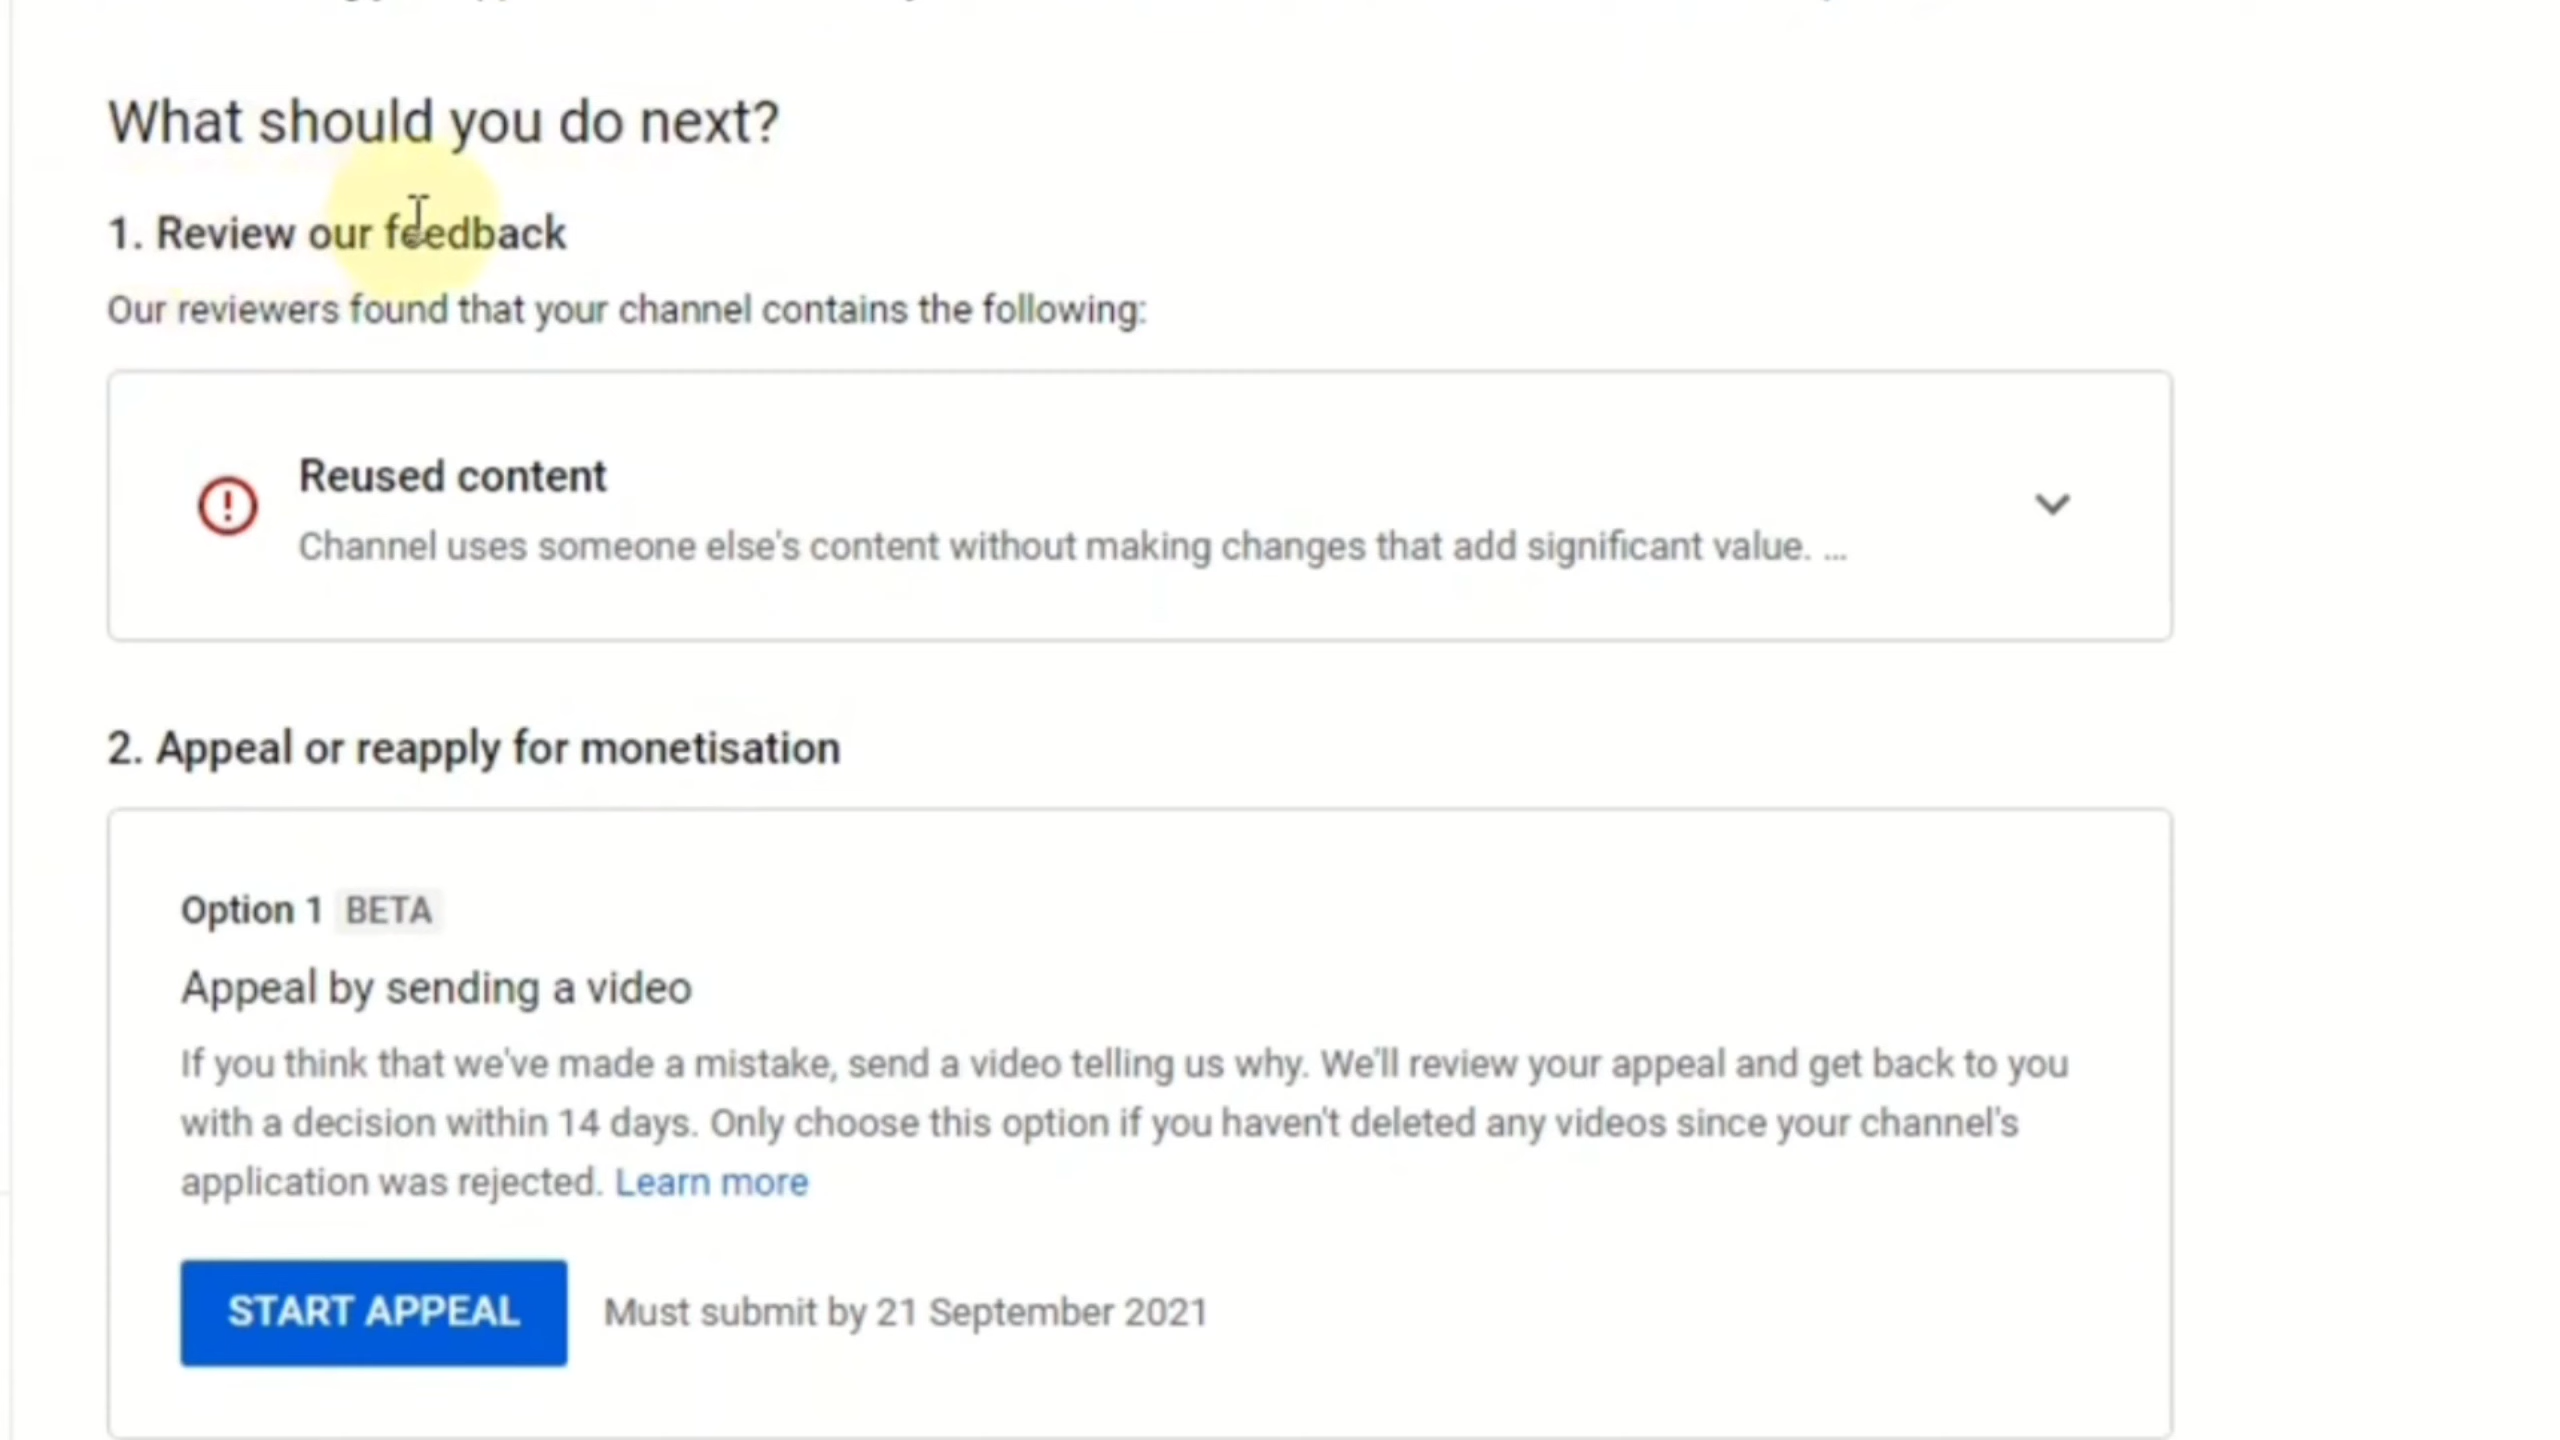 What should you do next?
1. Review our feedback
Our reviewers found that your channel contains the following:
Reused content
Channel uses someone else's content without making changes that add significant value. ...
2. Appeal or reapply for monetisation
Option 1 BETA
Appeal by sending a video
If you think that we've made a mistake, send a video telling us why. We'll review your appeal and get back to you
with a decision within 14 days. Only choose this option if you haven't deleted any videos since your channel's
application was rejected. Learn more
START APPEAL Must submit by 21 September 2021